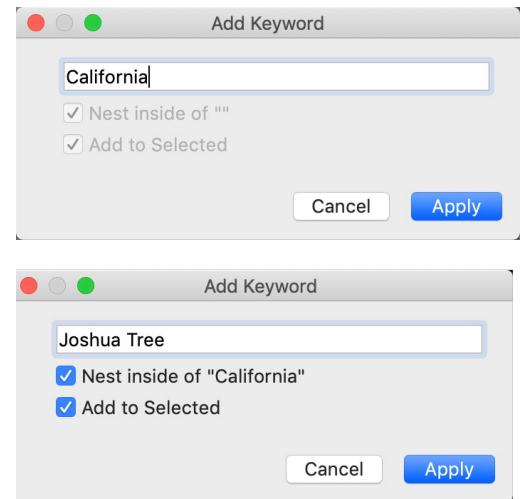 Add Keyword
California
Nest inside of ""
Add to Selected
Cancel Apply
Add Keyword
Joshua Tree
Nest inside of "California"
Add to Selected
Cancel Apply